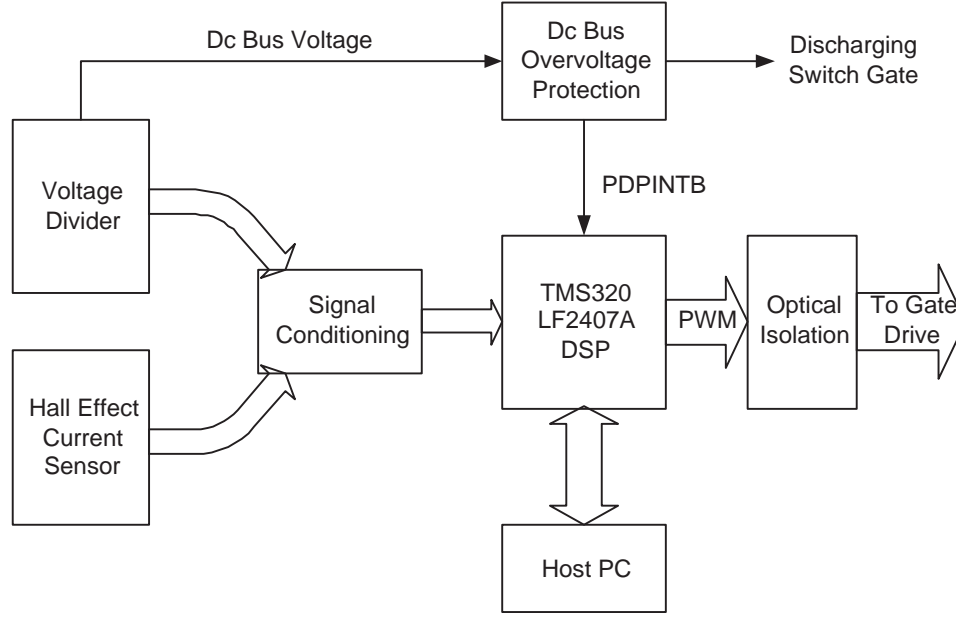 Dc Bus Voltage
Dc Bus
Overvoltage
Protection
Discharging
Switch Gate
Voltage
Divider
PDPINTB
Signal
Conditioning
TMS320
LF2407A
DSP
PWM
Optical
Isolation
To Gate
Drive
Hall Effect
Current
Sensor
Host PC